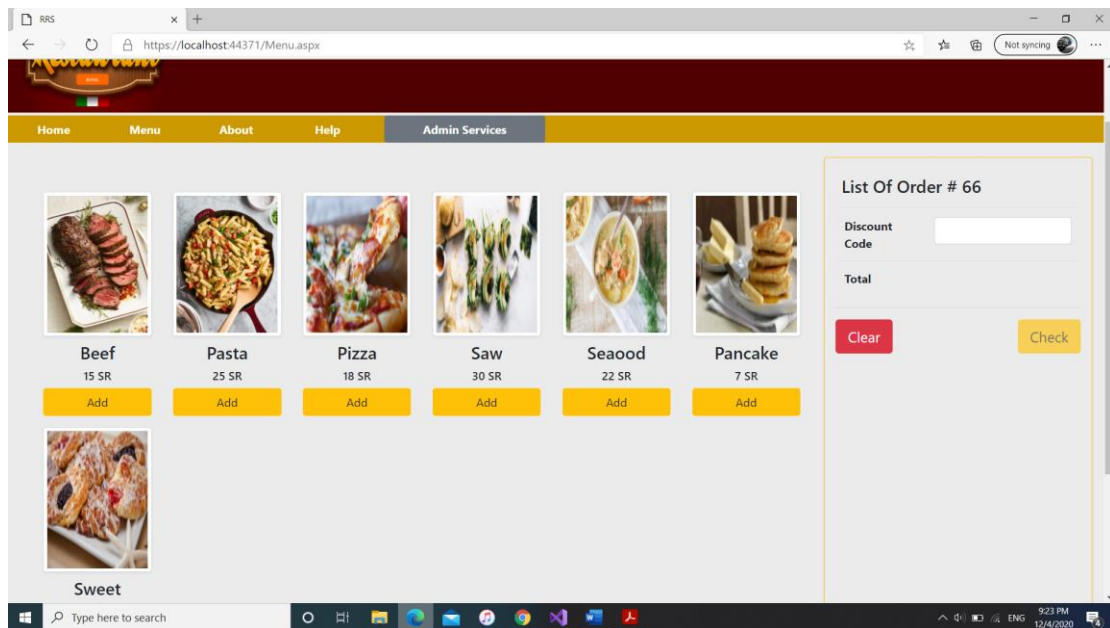 RRS
https://localhost:44371/Menu.aspx
Not syncing
Restaurant
Home Menu About Help Admin Services
List Of Order # 66
Discount
Code
Total
Clear Check
Beef Pasta Pizza Saw Seaood Pancake
15 SR 25 SR 18 SR 30 SR 22 SR 7 SR
Add Add Add Add Add Add
Sweet
Type here to search
ENG
9:23 PM
12/4/2020